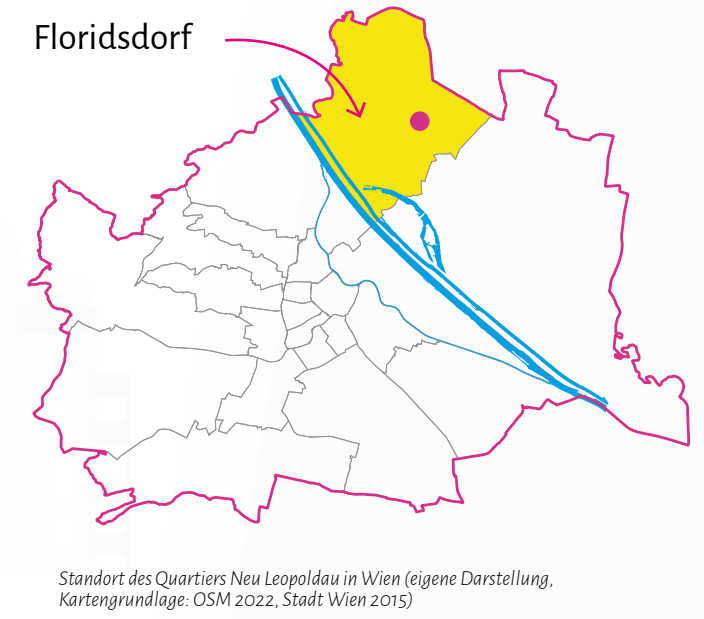 Floridsdorf
Standort des Quartiers Neu Leopoldau in Wien (eigene Darstellung,
Kartengrundlage: OSM 2022, Stadt Wien 2015)